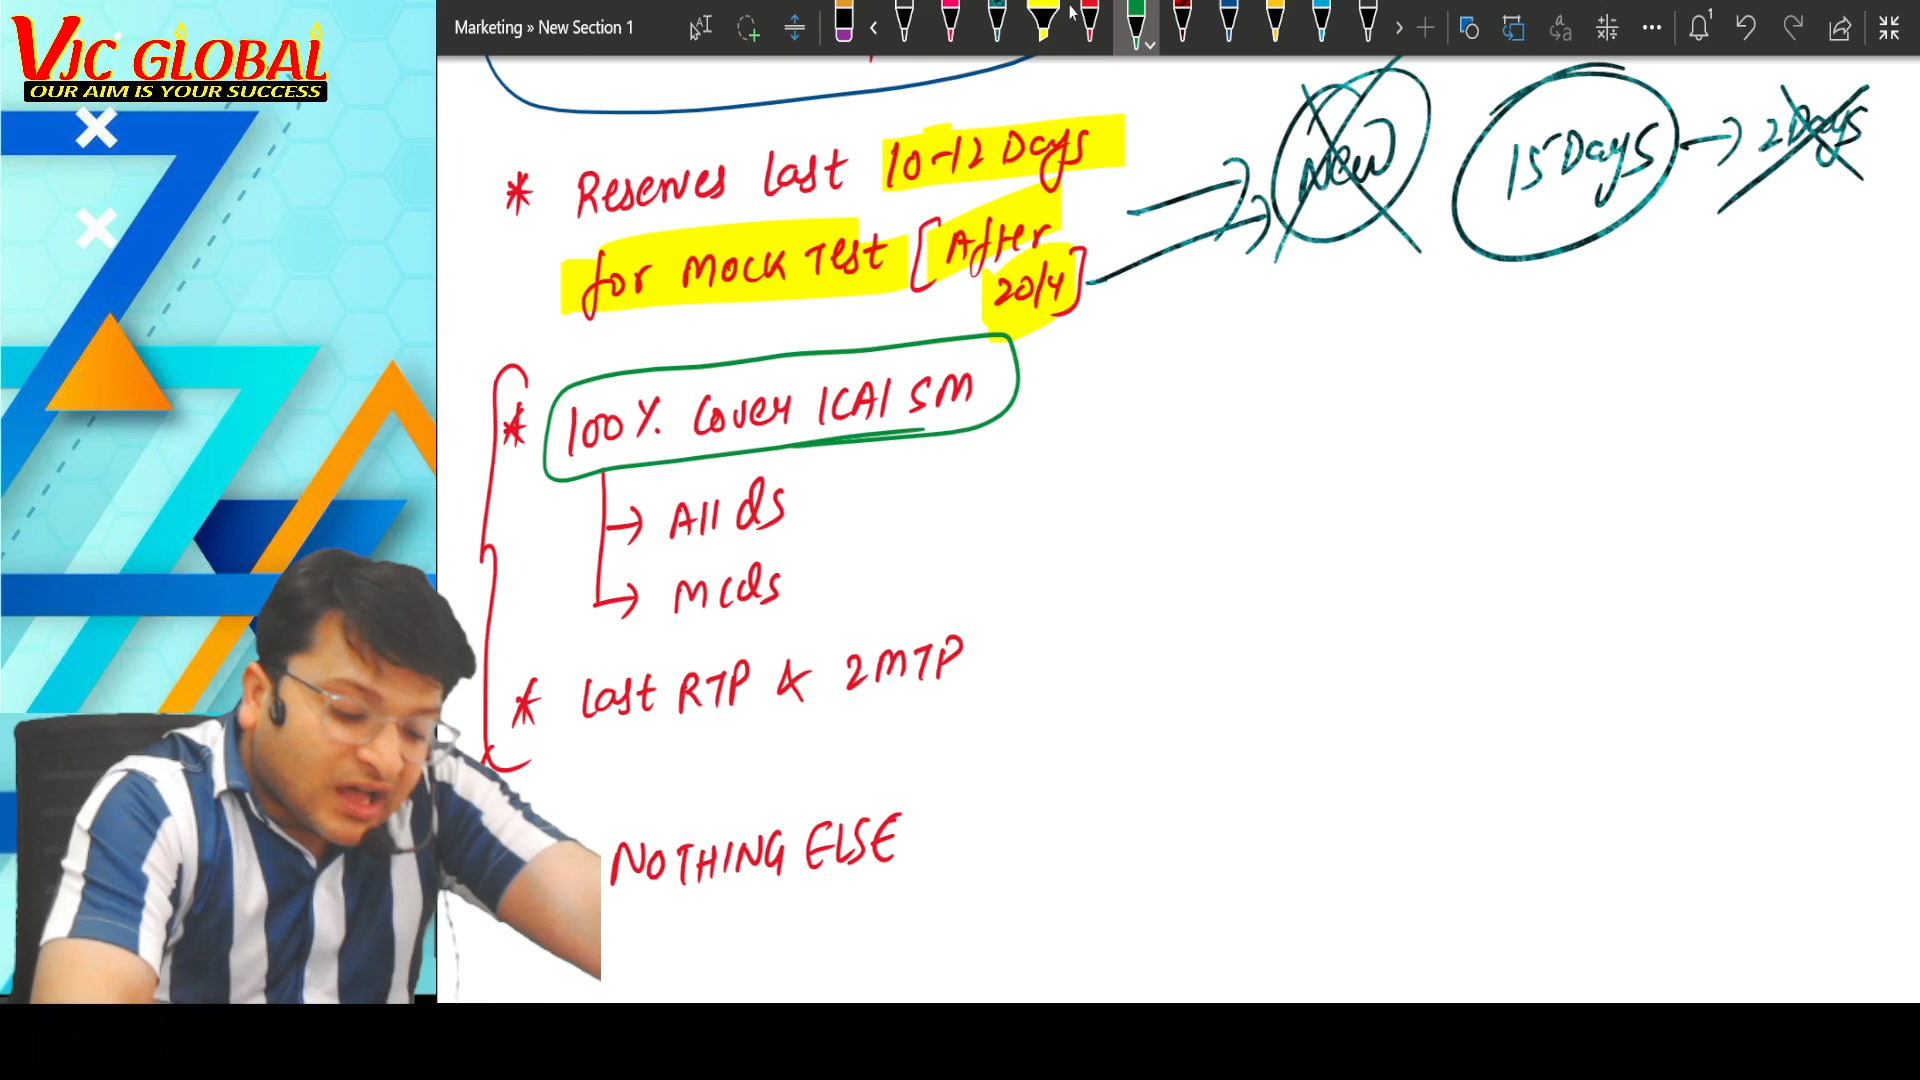 VJC GLOBAL
OUR AIM IS YOUR SUCCESS
Marketing » New Section 1
* Reserves last 10-12 Days
for Mock Test [After
20/4]
New
15 Days → 2 Days
* 100% Cover ICAI SM
→ All Qs
→ MCQs
* Last RTP & 2 MTP
NOTHING ELSE